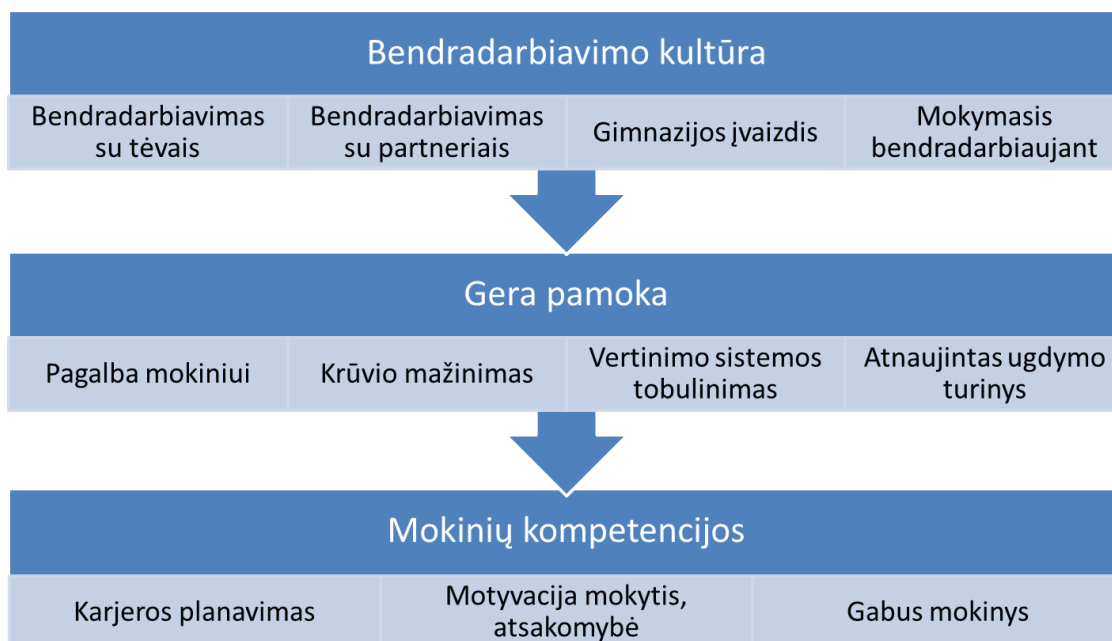 Bendradarbiavimo kultūra
Bendradarbiavimas
su tėvais
Bendradarbiavimas
su partneriais
Gimnazijos įvaizdis
Mokymasis
bendradarbiaujant
Gera pamoka
Pagalba mokiniui
Krūvio mažinimas
Vertinimo sistemos
tobulinimas
Atnaujintas ugdymo
turinys
Mokinių kompetencijos
Karjeros planavimas
Motyvacija mokytis,
atsakomybė
Gabus mokinys